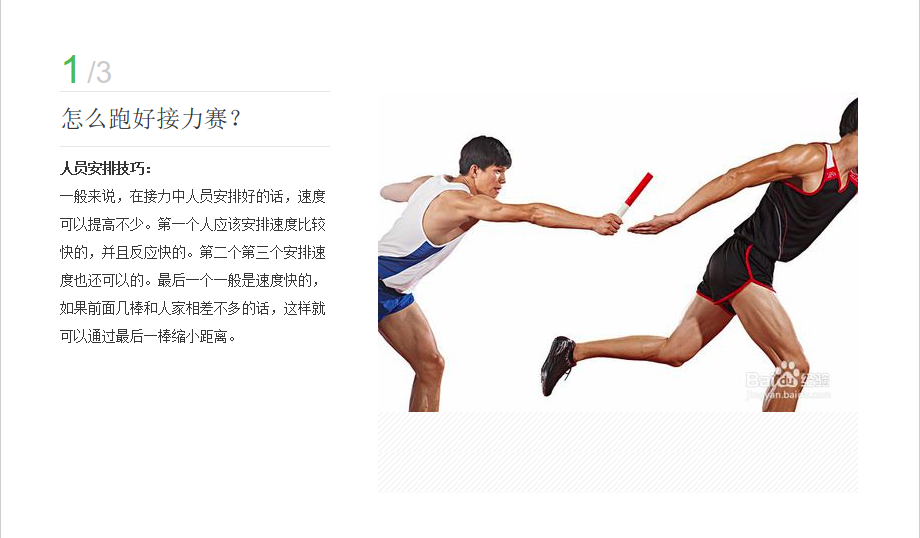 1 /3
怎么跑好接力赛？
人员安排技巧：
一般来说，在接力中人员安排好的话，速度
可以提高不少。第一个人应该安排速度比较
快的，并且反应快的。第二个第三个安排速
度也还可以的。最后一个一般是速度快的，
如果前面几棒和人家相差不多的话，这样就
可以通过最后一棒缩小距离。
Baidu 经验
jingyan.baidu.com